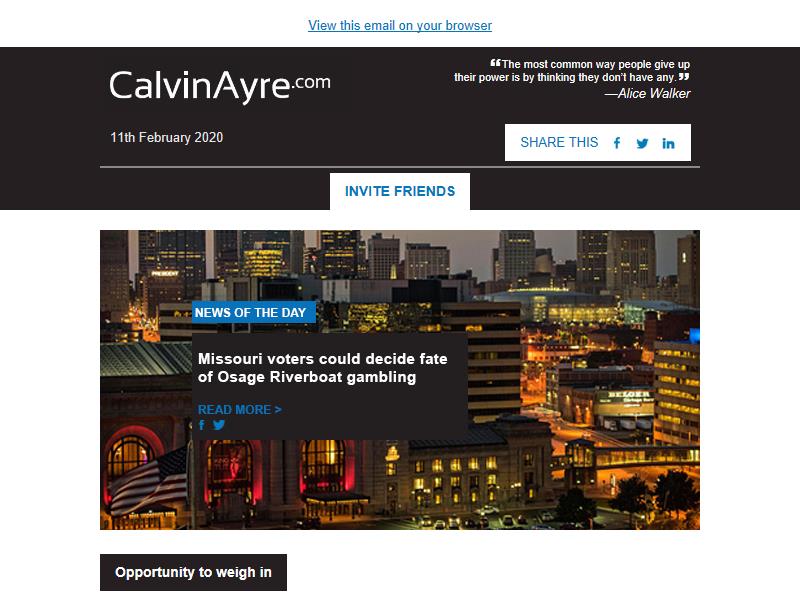 View this email on your browser
CalvinAyre.com
“The most common way people give up
their power is by thinking they don't have any.”
—Alice Walker
11th February 2020
SHARE THIS
INVITE FRIENDS
PRESIDENT
NEWS OF THE DAY
Missouri voters could decide fate
of Osage Riverboat gambling
READ MORE >
BELGER
Opportunity to weigh in